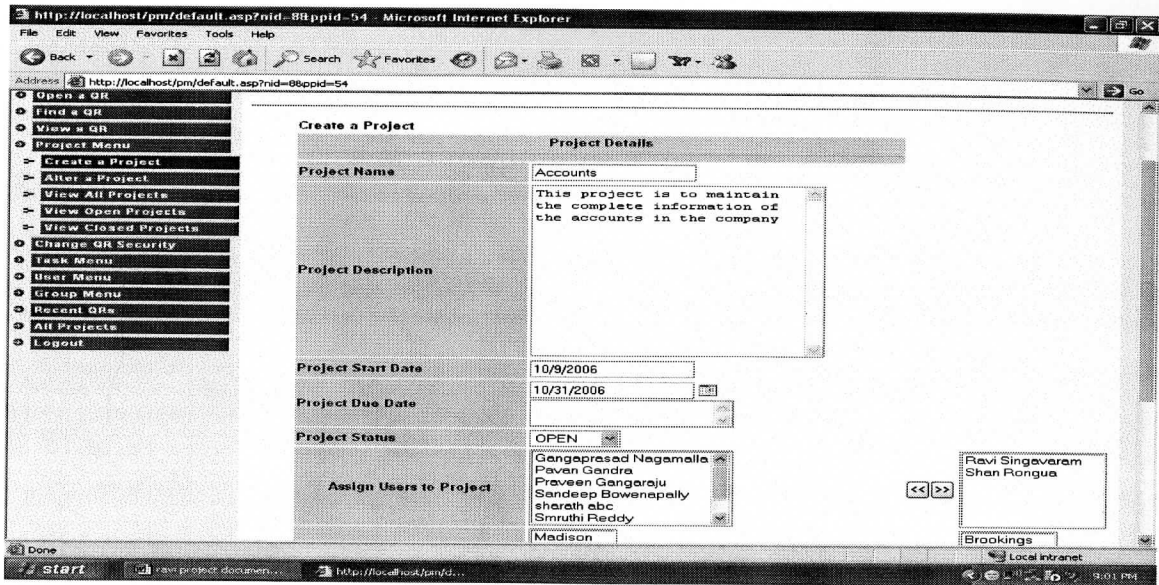 http://localhost/pm/default.asp?nid=8&ppid=54 - Microsoft Internet Explorer
File Edit View Favorites Tools Help
Back Search Favorites
Address http://localhost/pm/default.asp?nid=8&ppid=54 Go
Open a QR
Find a QR
View a QR
Project Menu
Create a Project
Alter a Project
View All Projects
View Open Projects
View Closed Projects
Change QR Security
Task Menu
User Menu
Group Menu
Recent QRs
All Projects
Logout
Create a Project
Project Details
Project Name Accounts
Project Description
This project is to maintain
the complete information of
the accounts in the company
Project Start Date 10/9/2006
Project Due Date 10/31/2006
Project Status OPEN
Assign Users to Project
Gangaprasad Nagamalla
Pavan Gandra
Praveen Gangaraju
Sandeep Bowenapally
sharath abc
Smruthi Reddy
<< >>
Ravi Singavaram
Shan Rongua
Madison
Brookings
Done
Local intranet
start
ravi project documen...
http://localhost/pm/d...
9:01 PM